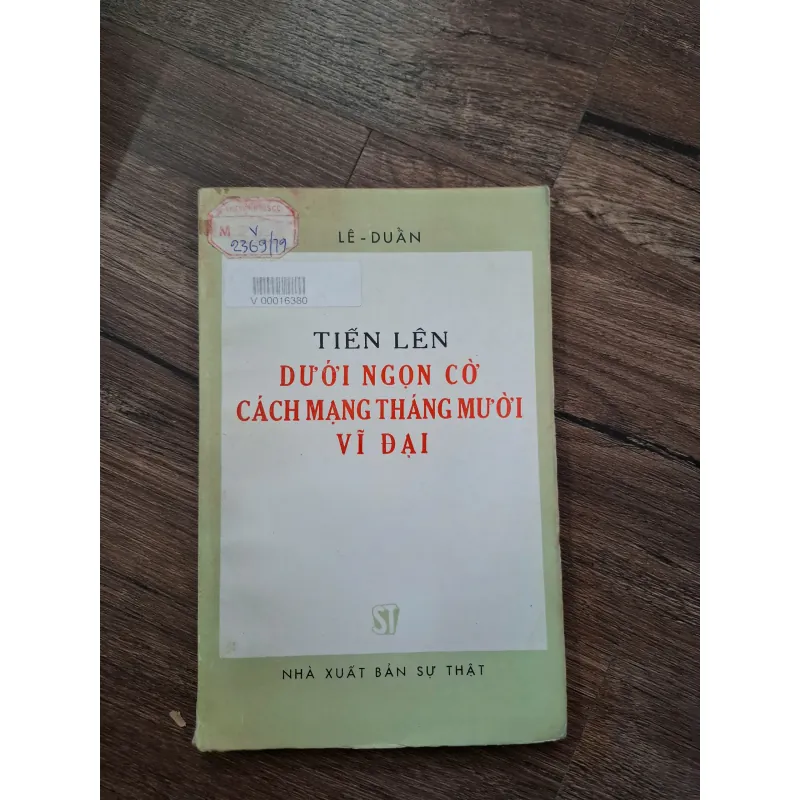 M V
2369/79
LÊ-DUẨN
V 00016380
TIẾN LÊN
DƯỚI NGỌN CỜ
CÁCH MẠNG THÁNG MƯỜI
VĨ ĐẠI
ST
NHÀ XUẤT BẢN SỰ THẬT